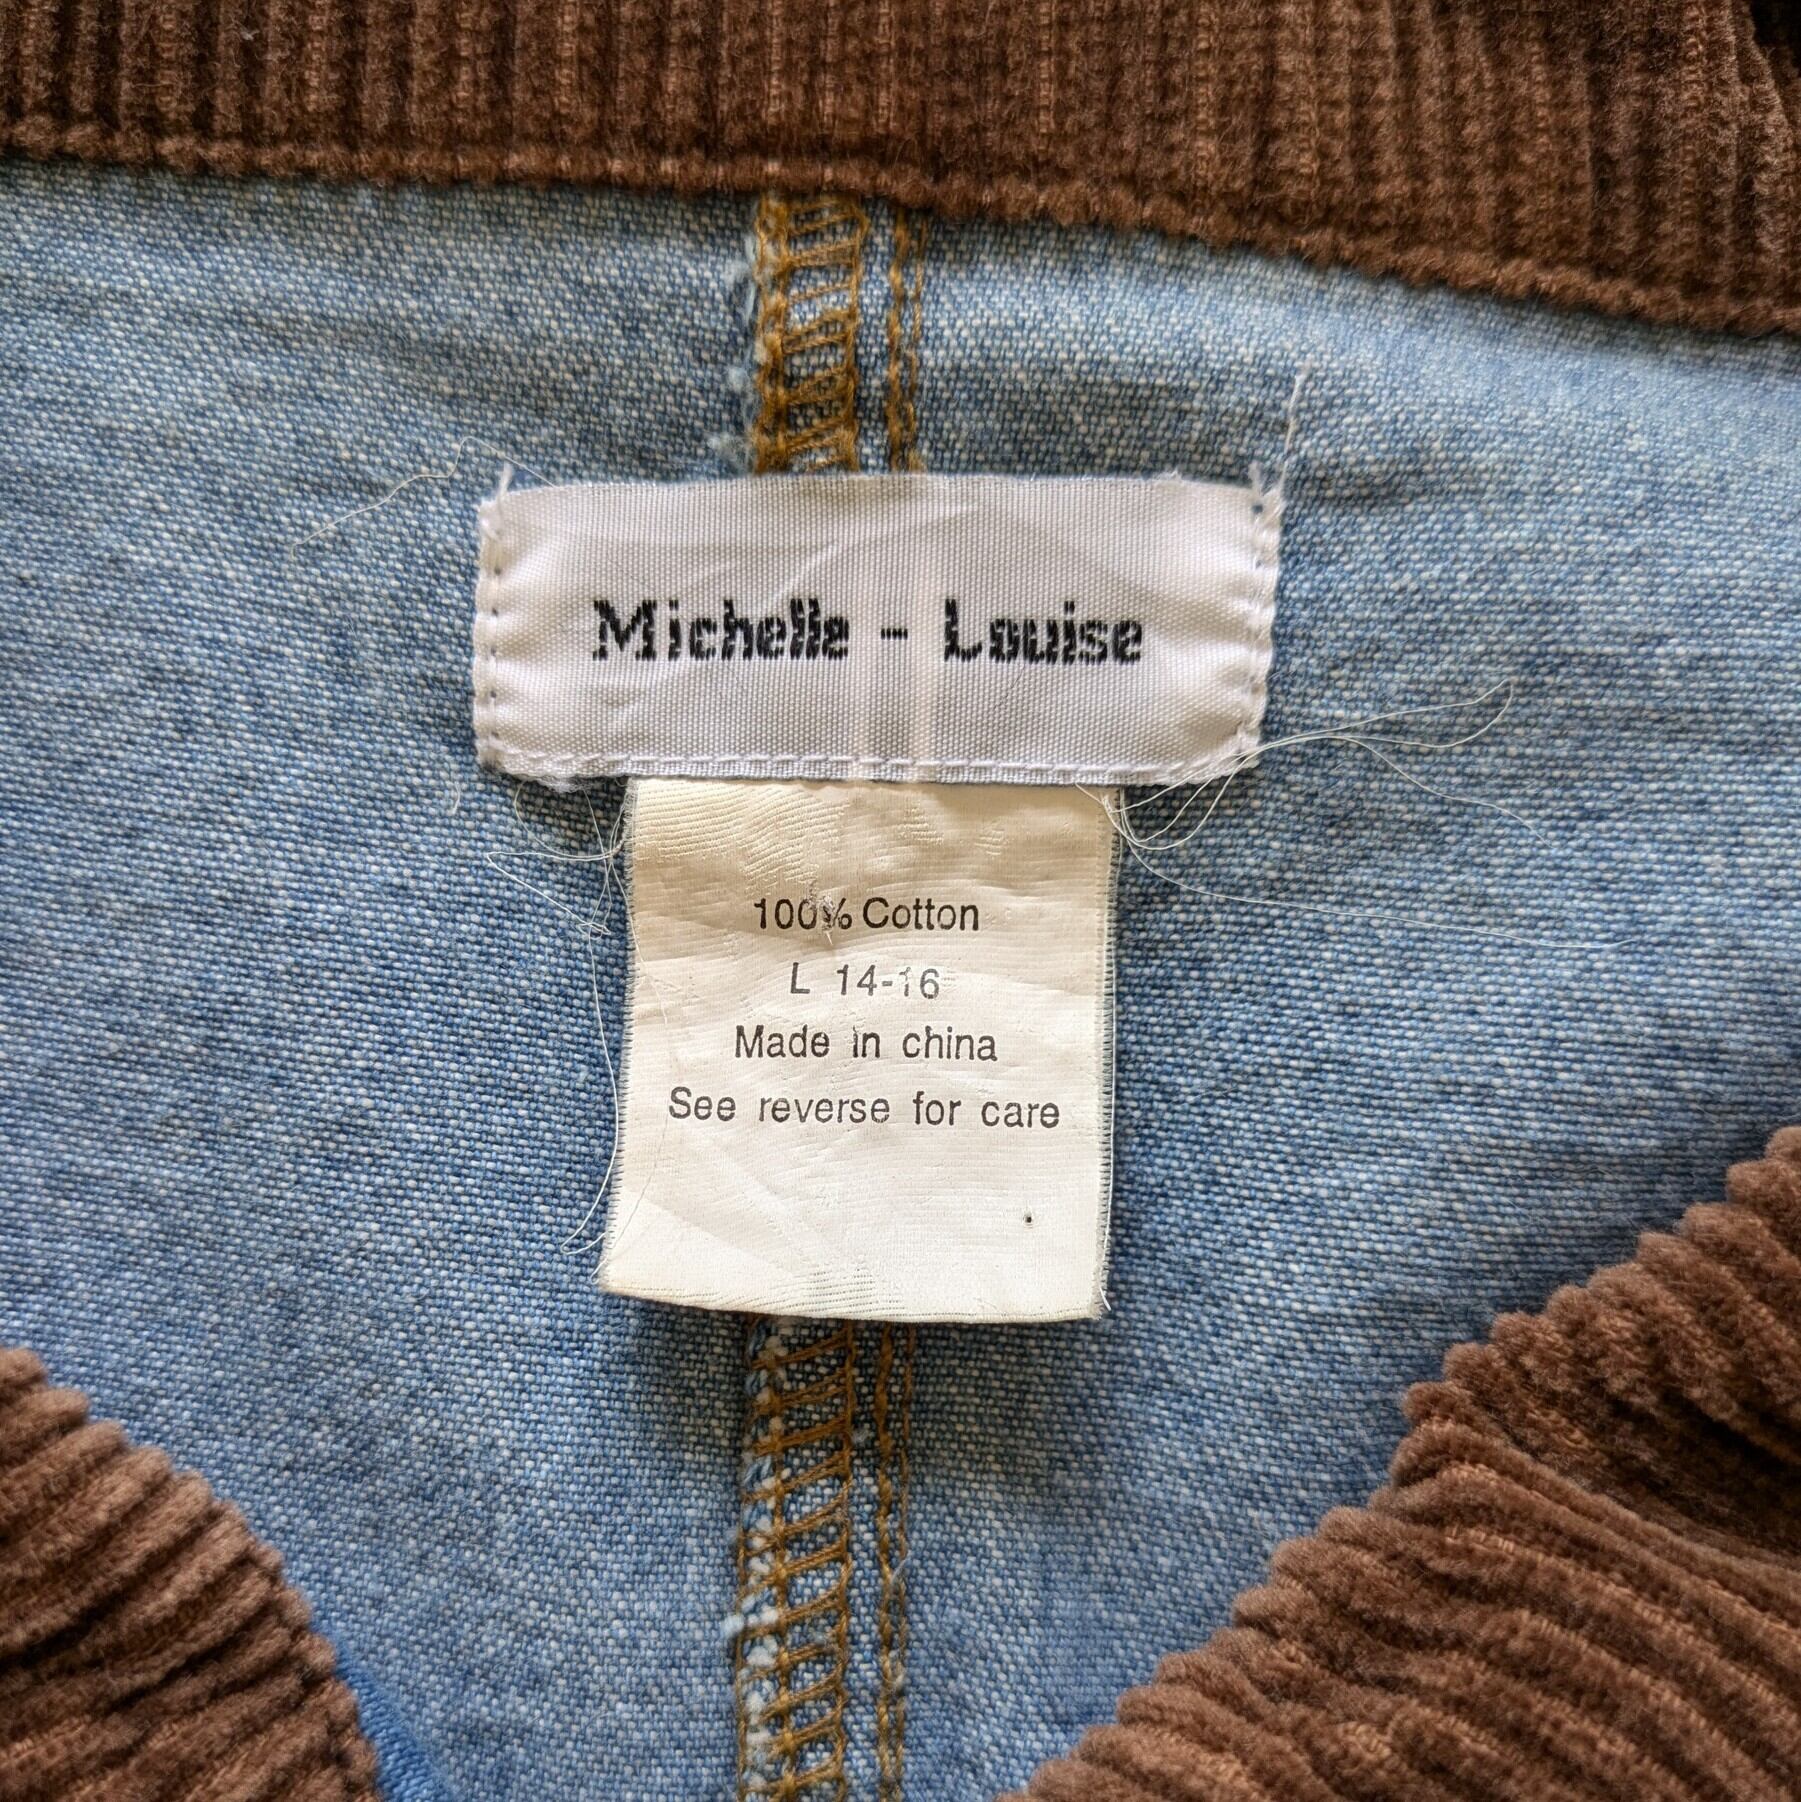 Michelle - Louise
100% Cotton
L 14-16
Made in china
See reverse for care